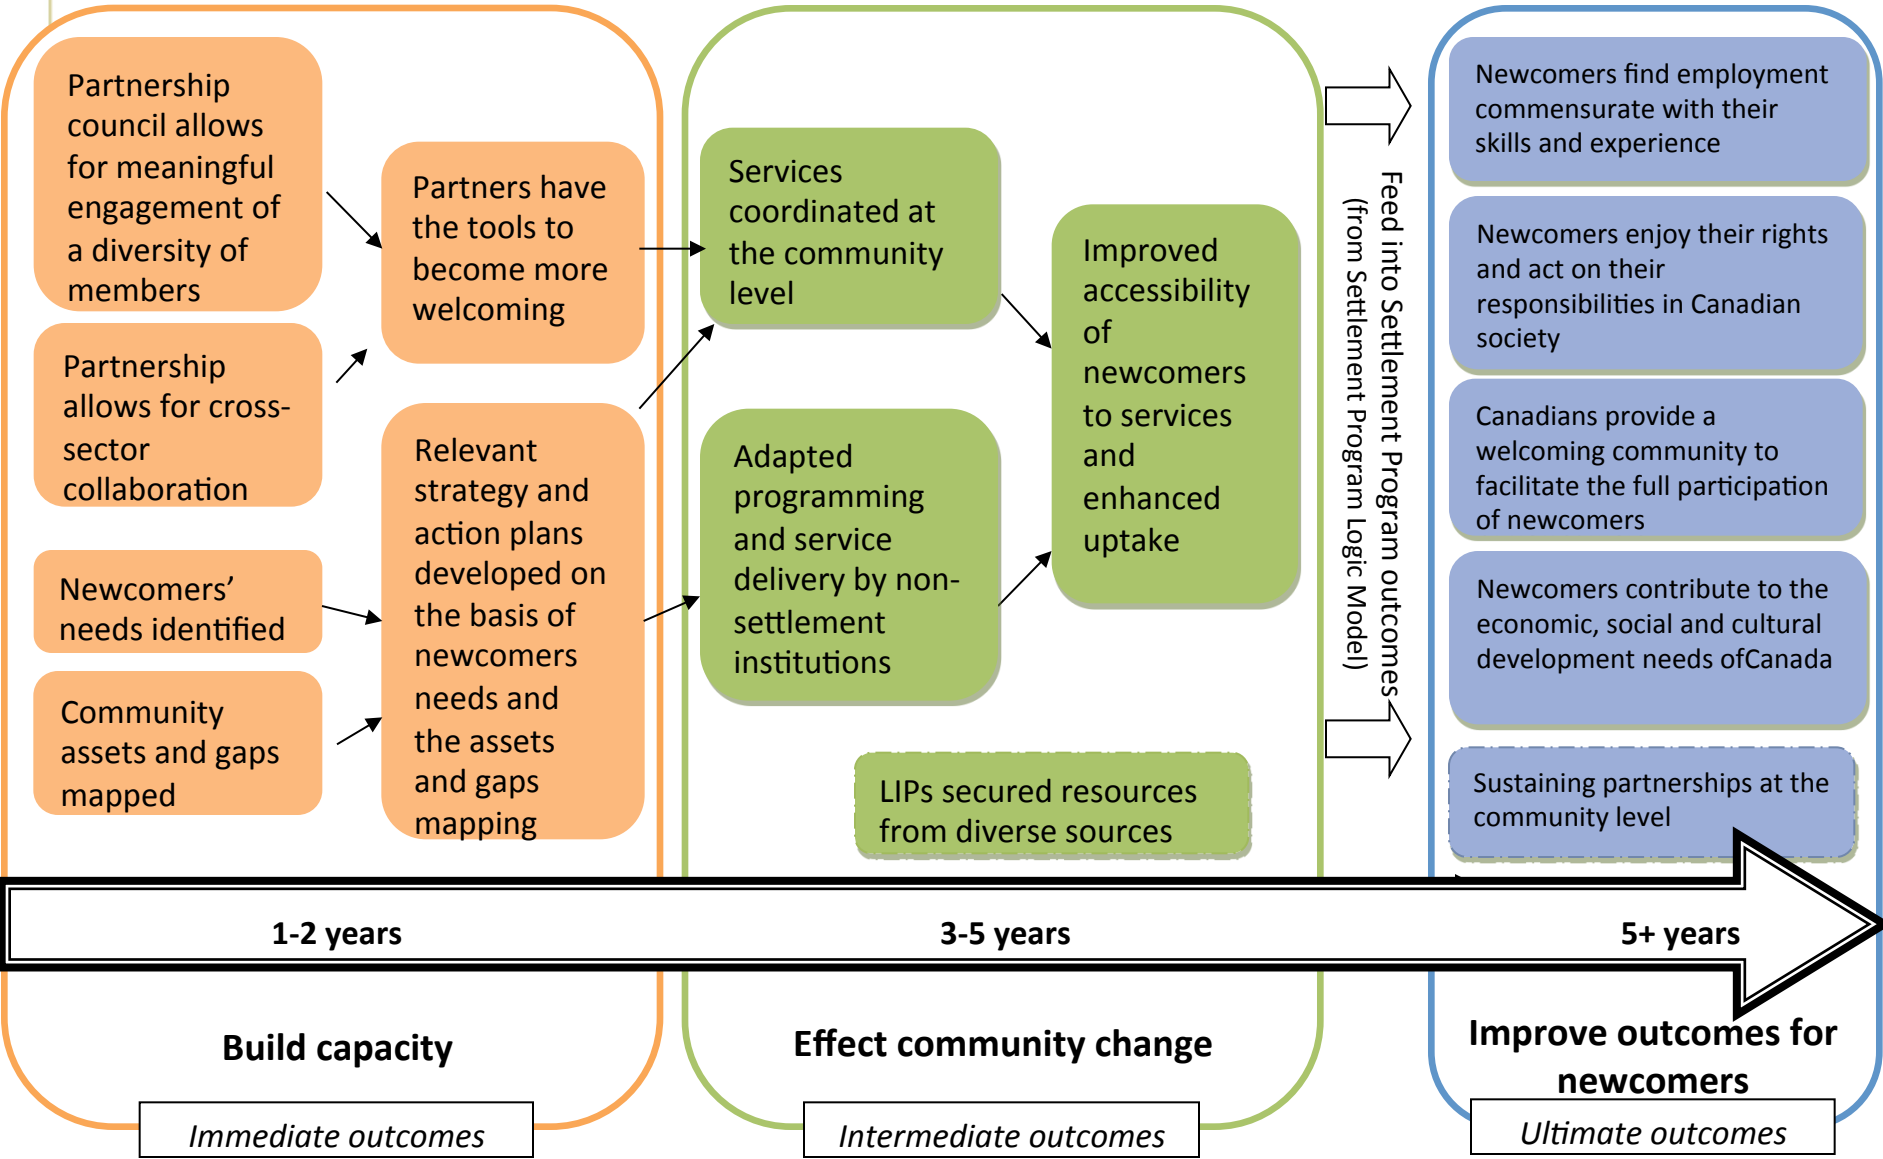 Partnership
council allows
for meaningful
engagement of
a diversity of
members
Partnership
allows for cross-
sector
collaboration
Newcomers’
needs identified
Community
assets and gaps
mapped
Partners have
the tools to
become more
welcoming
Relevant
strategy and
action plans
developed on
the basis of
newcomers
needs and
the assets
and gaps
mapping
Services
coordinated at
the community
level
Adapted
programming
and service
delivery by non-
settlement
institutions
Improved
accessibility
of
newcomers
to services
and
enhanced
uptake
LIPs secured resources
from diverse sources
Feed into Settlement Program outcomes
(from Settlement Program Logic Model)
Newcomers find employment
commensurate with their
skills and experience
Newcomers enjoy their rights
and act on their
responsibilities in Canadian
society
Canadians provide a
welcoming community to
facilitate the full participation
of newcomers
Newcomers contribute to the
economic, social and cultural
development needs ofCanada
Sustaining partnerships at the
community level
1-2 years
3-5 years
5+ years
Build capacity
Effect community change
Improve outcomes for
newcomers
Immediate outcomes
Intermediate outcomes
Ultimate outcomes